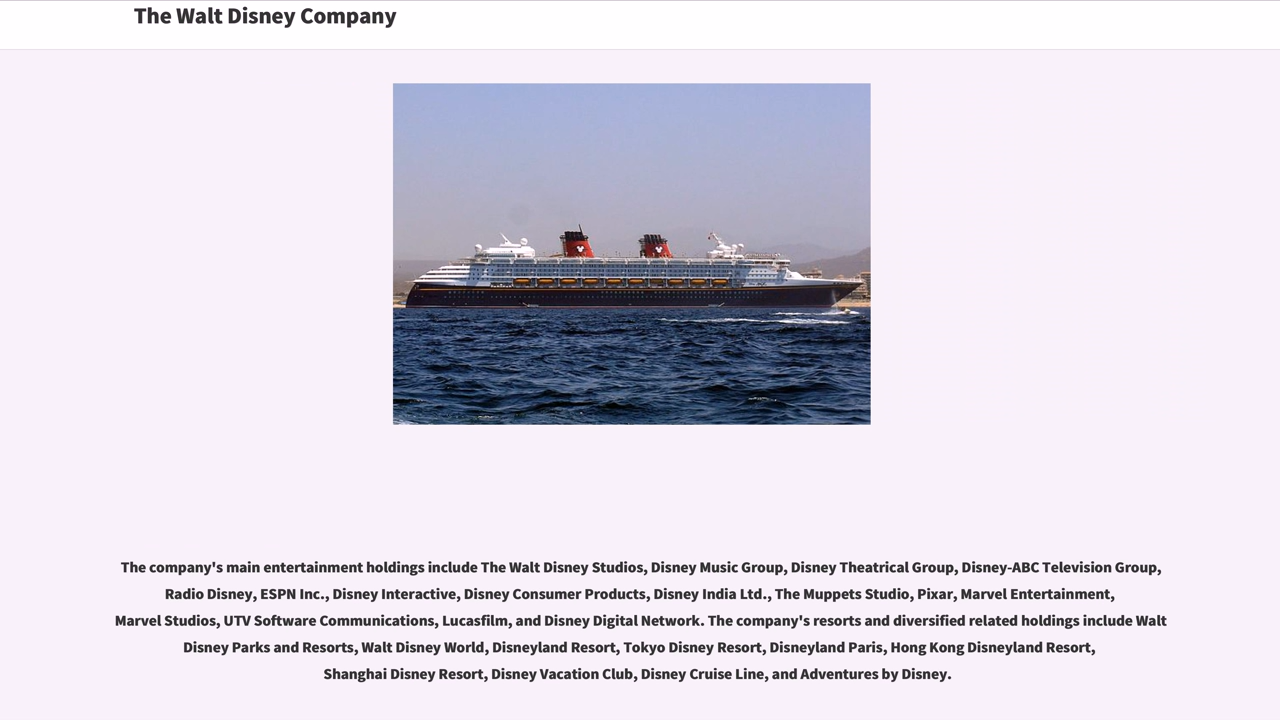 The Walt Disney Company
The company's main entertainment holdings include The Walt Disney Studios, Disney Music Group, Disney Theatrical Group, Disney-ABC Television Group,
Radio Disney, ESPN Inc., Disney Interactive, Disney Consumer Products, Disney India Ltd., The Muppets Studio, Pixar, Marvel Entertainment,
Marvel Studios, UTV Software Communications, Lucasfilm, and Disney Digital Network. The company's resorts and diversified related holdings include Walt
Disney Parks and Resorts, Walt Disney World, Disneyland Resort, Tokyo Disney Resort, Disneyland Paris, Hong Kong Disneyland Resort,
Shanghai Disney Resort, Disney Vacation Club, Disney Cruise Line, and Adventures by Disney.